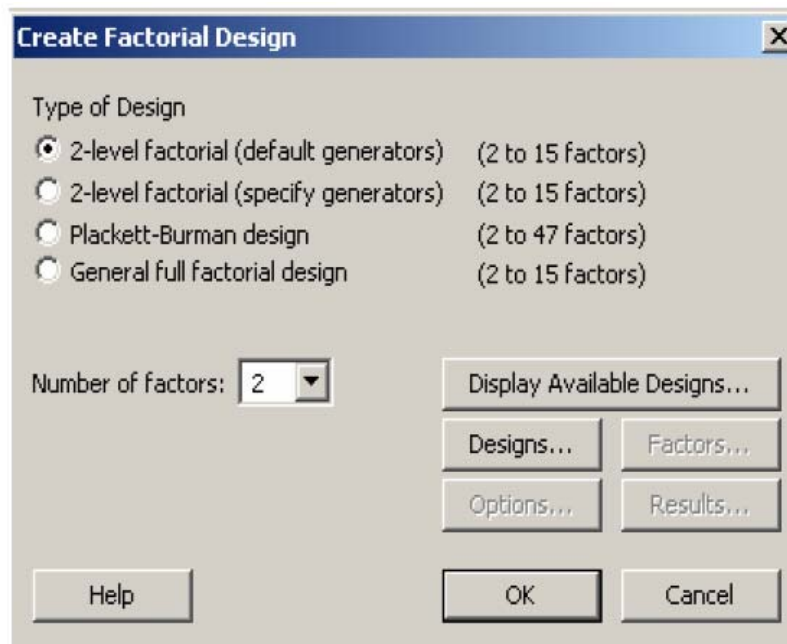 Create Factorial Design
Type of Design
2-level factorial (default generators) (2 to 15 factors)
2-level factorial (specify generators) (2 to 15 factors)
Plackett-Burman design (2 to 47 factors)
General full factorial design (2 to 15 factors)
Number of factors: 2 Display Available Designs...
Designs... Factors...
Options... Results...
Help OK Cancel